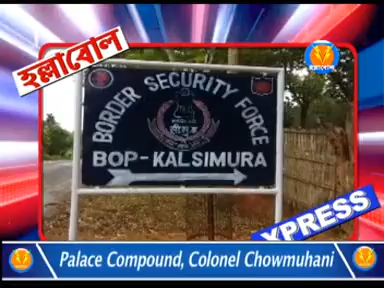 হল্লাবোল
BORDER SECURITY FORCE
BOP - KALSIMURA
XPRESS
Palace Compound, Colonel Chowmuhani